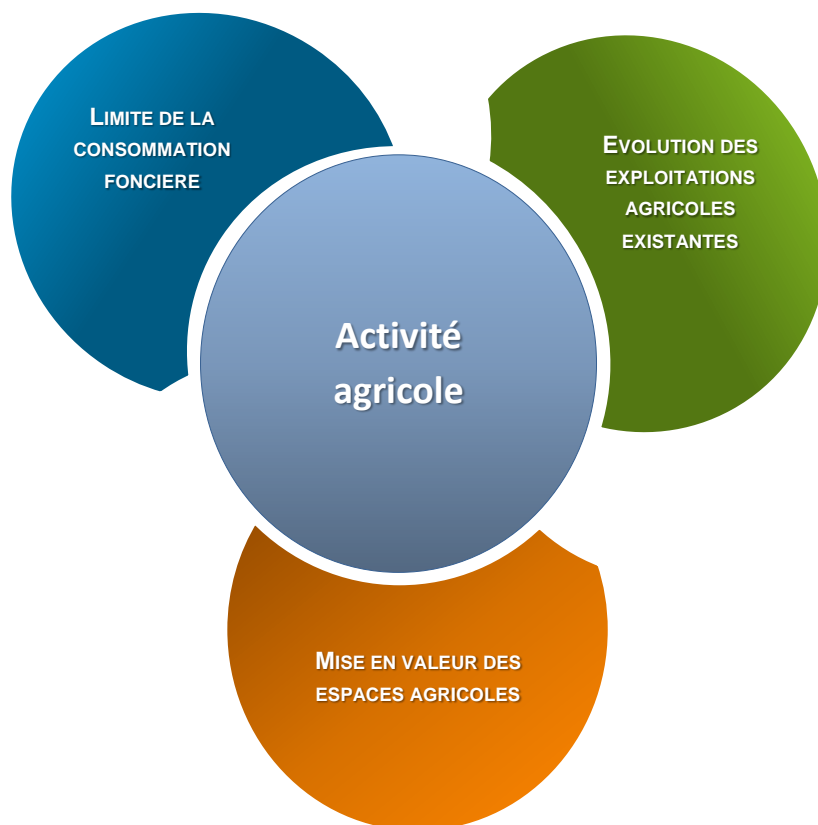 LIMITE DE LA
CONSOMMATION
FONCIERE
EVOLUTION DES
EXPLOITATIONS
AGRICOLES
EXISTANTES
Activité
agricole
MISE EN VALEUR DES
ESPACES AGRICOLES